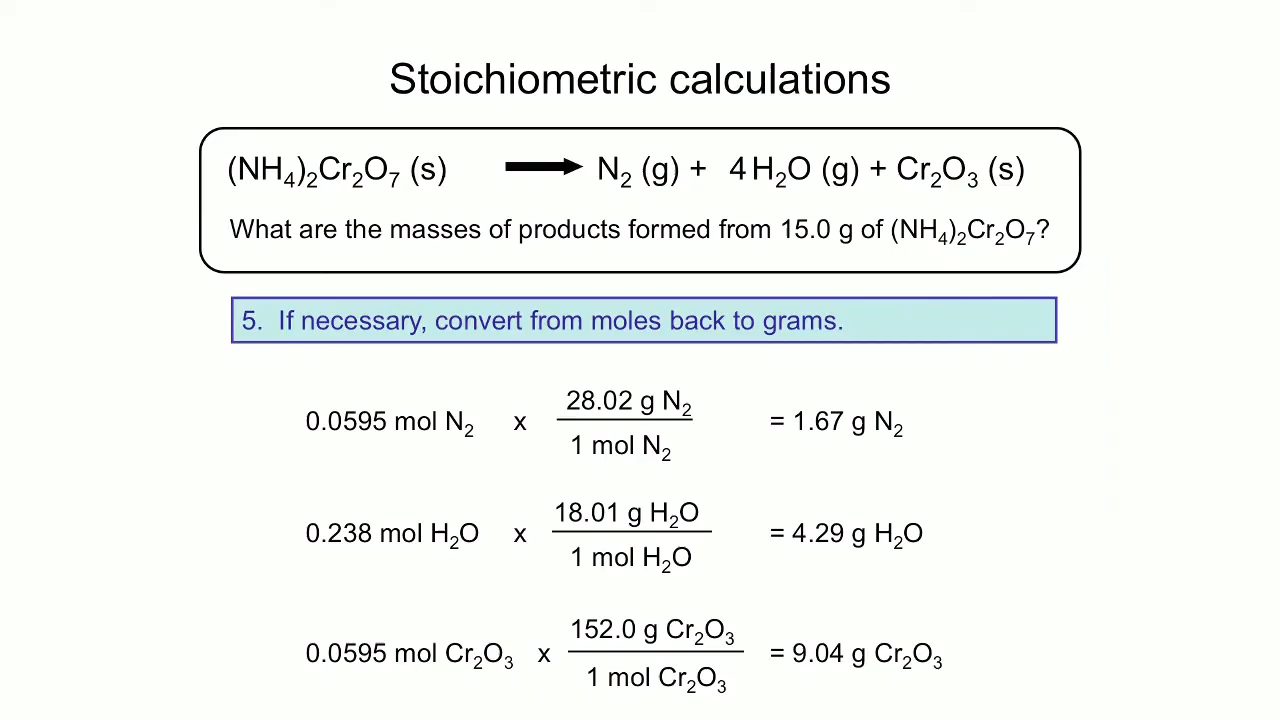 Stoichiometric calculations
(NH₄)₂Cr₂O₇ (s) → N₂ (g) + 4 H₂O (g) + Cr₂O₃ (s)
What are the masses of products formed from 15.0 g of (NH₄)₂Cr₂O₇?
5. If necessary, convert from moles back to grams.
28.02 g N₂
0.0595 mol N₂ x = 1.67 g N₂
1 mol N₂
18.01 g H₂O
0.238 mol H₂O x = 4.29 g H₂O
1 mol H₂O
152.0 g Cr₂O₃
0.0595 mol Cr₂O₃ x = 9.04 g Cr₂O₃
1 mol Cr₂O₃